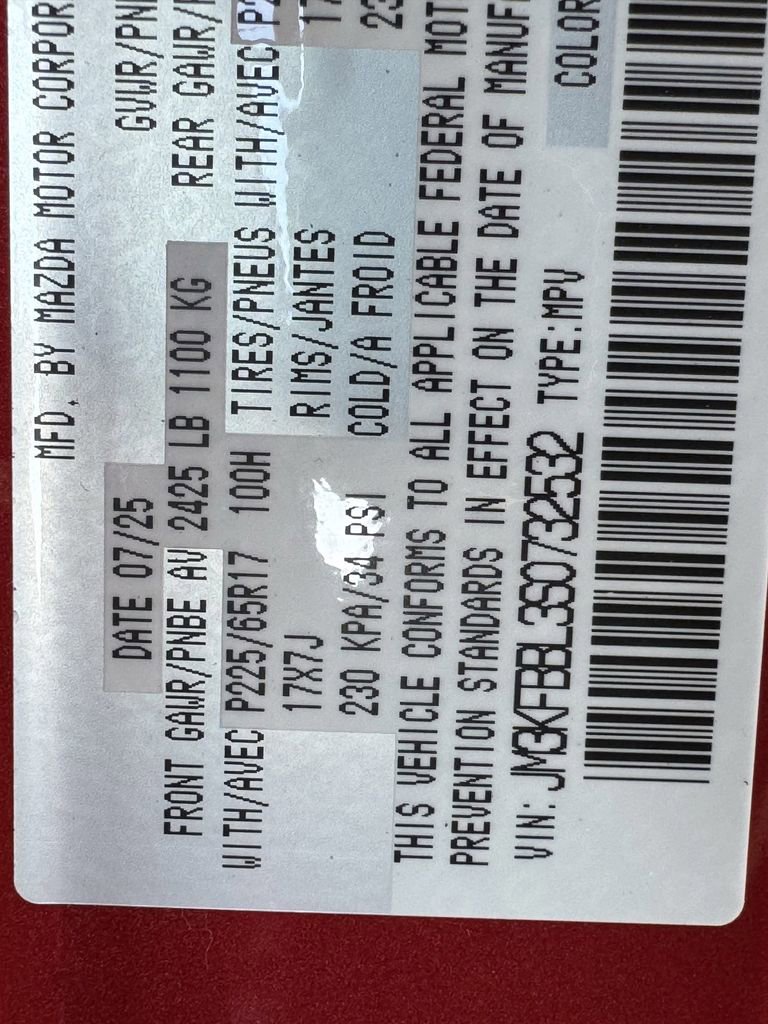 MFD. BY MAZDA MOTOR CORPOR
DATE 07/25 GVWR/PN
FRONT GAWR/PNBE AV 2425 LB 1100 KG REAR GAWR/
WITH/AVEC P225/65R17 100H TIRES/PNEUS WITH/AVEC P2
17X7J RIMS/JANTES 17
230 KPA/34 PSI COLD/A FROID 23
THIS VEHICLE CONFORMS TO ALL APPLICABLE FEDERAL MOT
PREVENTION STANDARDS IN EFFECT ON THE DATE OF MANUF
VIN: JM3KFBBL3S0732532 TYPE:MPV COLOR